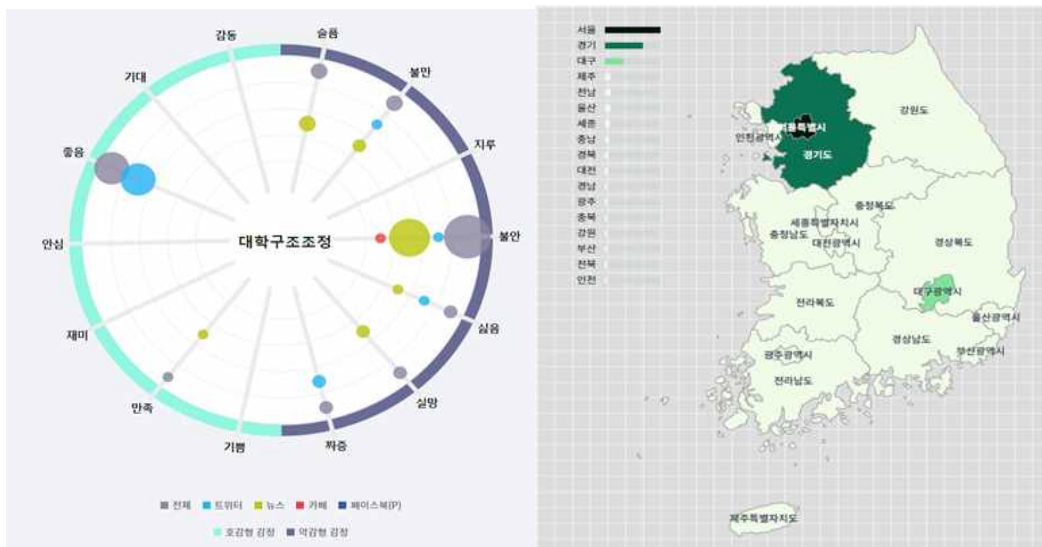 감동
슬픔
기대
불만
좋음
지루
안심
대학구조조정
불안
재미
싫음
만족
실망
기쁨
짜증
전체 트위터 뉴스 카페 페이스북(P)
호감형 감정 악감형 감정
서울
경기
대구
제주
전남
울산
세종
충남
경북
대전
경남
광주
충북
강원
부산
전북
인천
강원도
서울특별시
인천광역시
경기도
충청북도
세종특별자치시
충청남도
대전광역시
경상북도
대구광역시
전라북도
울산광역시
경상남도
부산광역시
광주광역시
전라남도
제주특별자치도